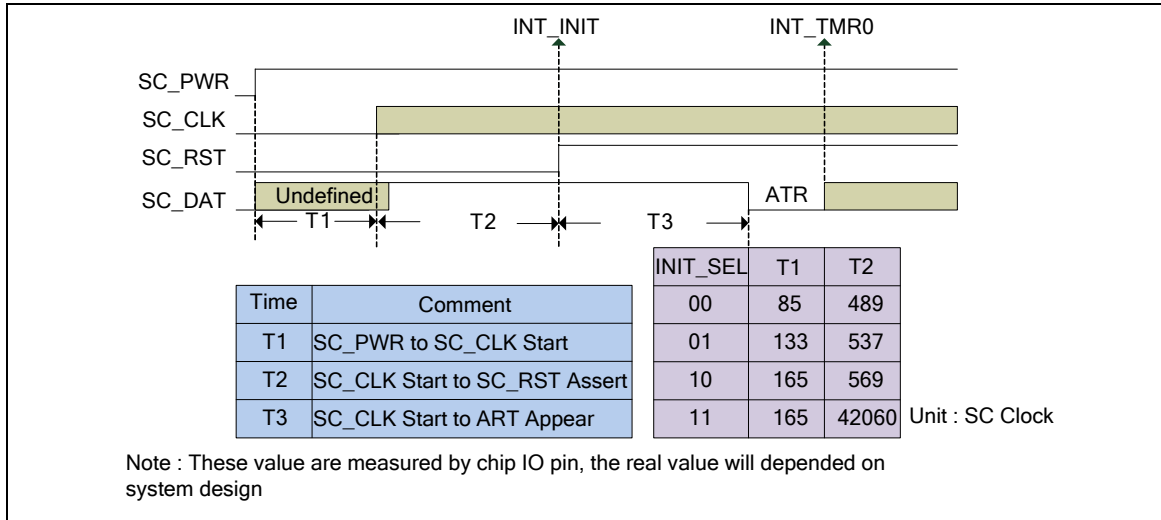 INT_INIT INT_TMR0
SC_PWR
SC_CLK
SC_RST
SC_DAT Undefined ATR
T1 T2 T3
INIT_SEL T1 T2
00 85 489
01 133 537
10 165 569
11 165 42060 Unit : SC Clock
Time Comment
T1 SC_PWR to SC_CLK Start
T2 SC_CLK Start to SC_RST Assert
T3 SC_CLK Start to ART Appear
Note : These value are measured by chip IO pin, the real value will depended on
system design